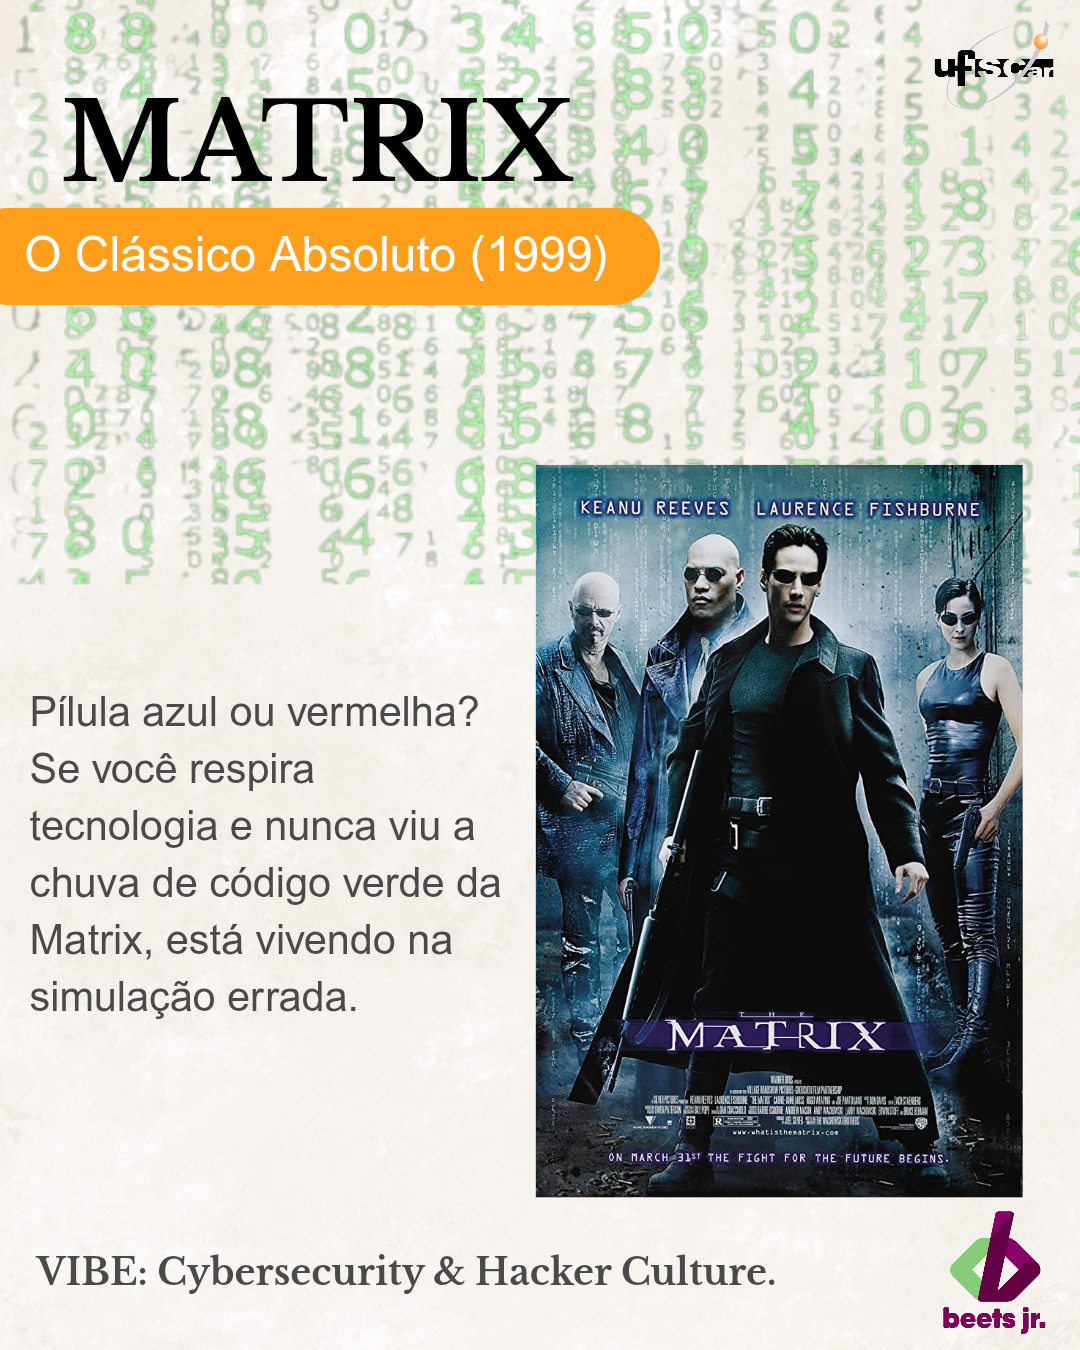 ufscar
MATRIX
O Clássico Absoluto (1999)
KEANU REEVES LAURENCE FISHBURNE
Pílula azul ou vermelha?
Se você respira
tecnologia e nunca viu a
chuva de código verde da
Matrix, está vivendo na
simulação errada.
THE
MATRIX
www.whatisthematrix.com
ON MARCH 31ST THE FIGHT FOR THE FUTURE BEGINS.
VIBE: Cybersecurity & Hacker Culture.
beets jr.